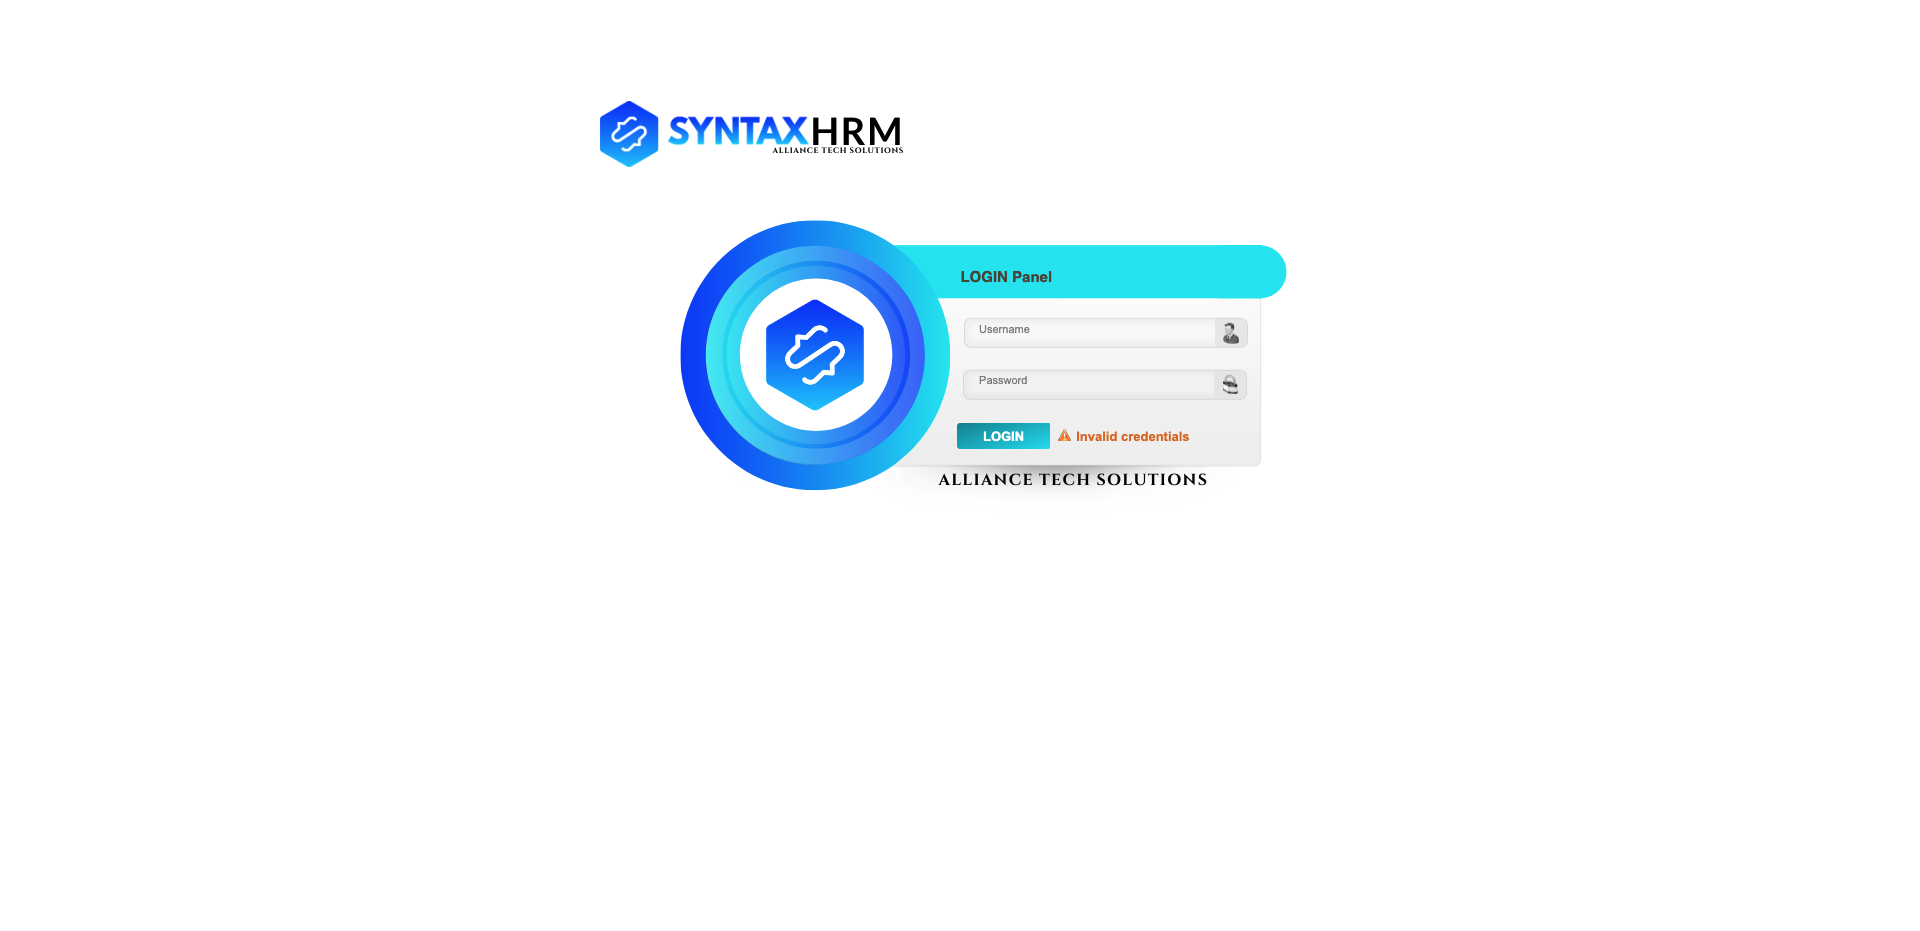 SYNTAXHRM
ALLIANCE TECH SOLUTIONS
LOGIN Panel
Username
Password
LOGIN
Invalid credentials
ALLIANCE TECH SOLUTIONS